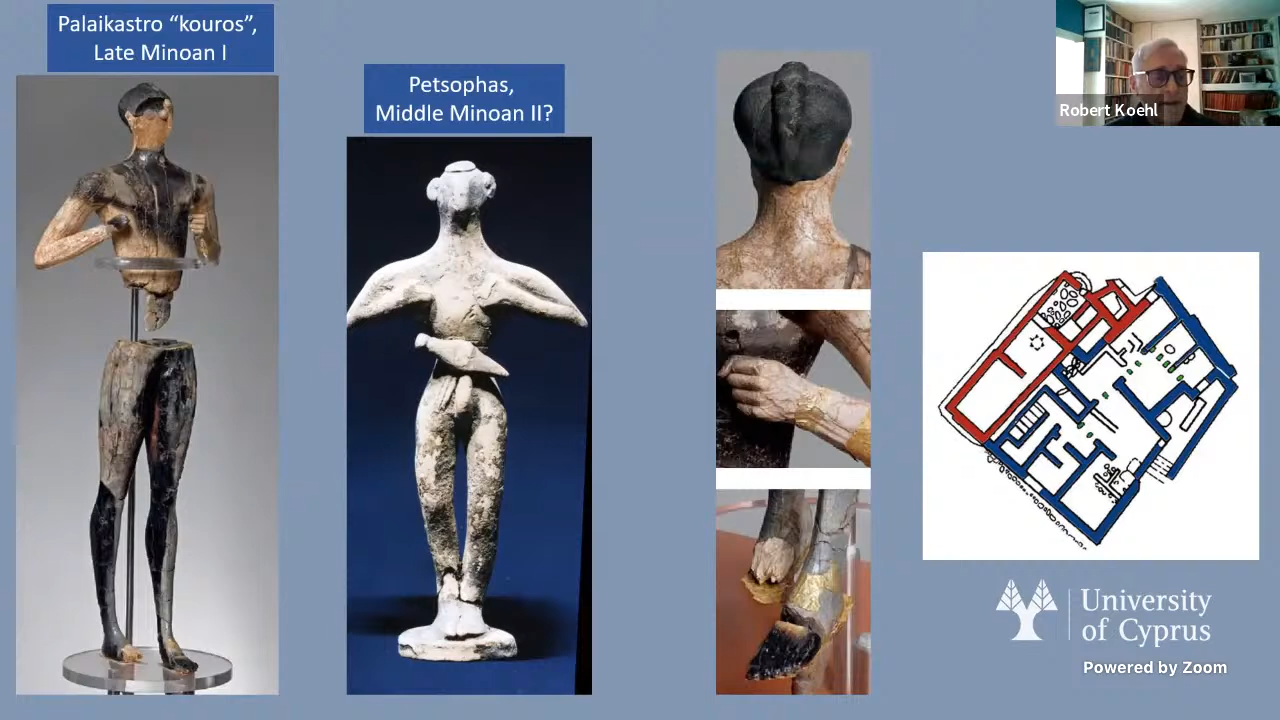 Palaikastro “kouros”,
Late Minoan I
Petsophas,
Middle Minoan II?
Robert Koehl
University
of Cyprus
Powered by Zoom